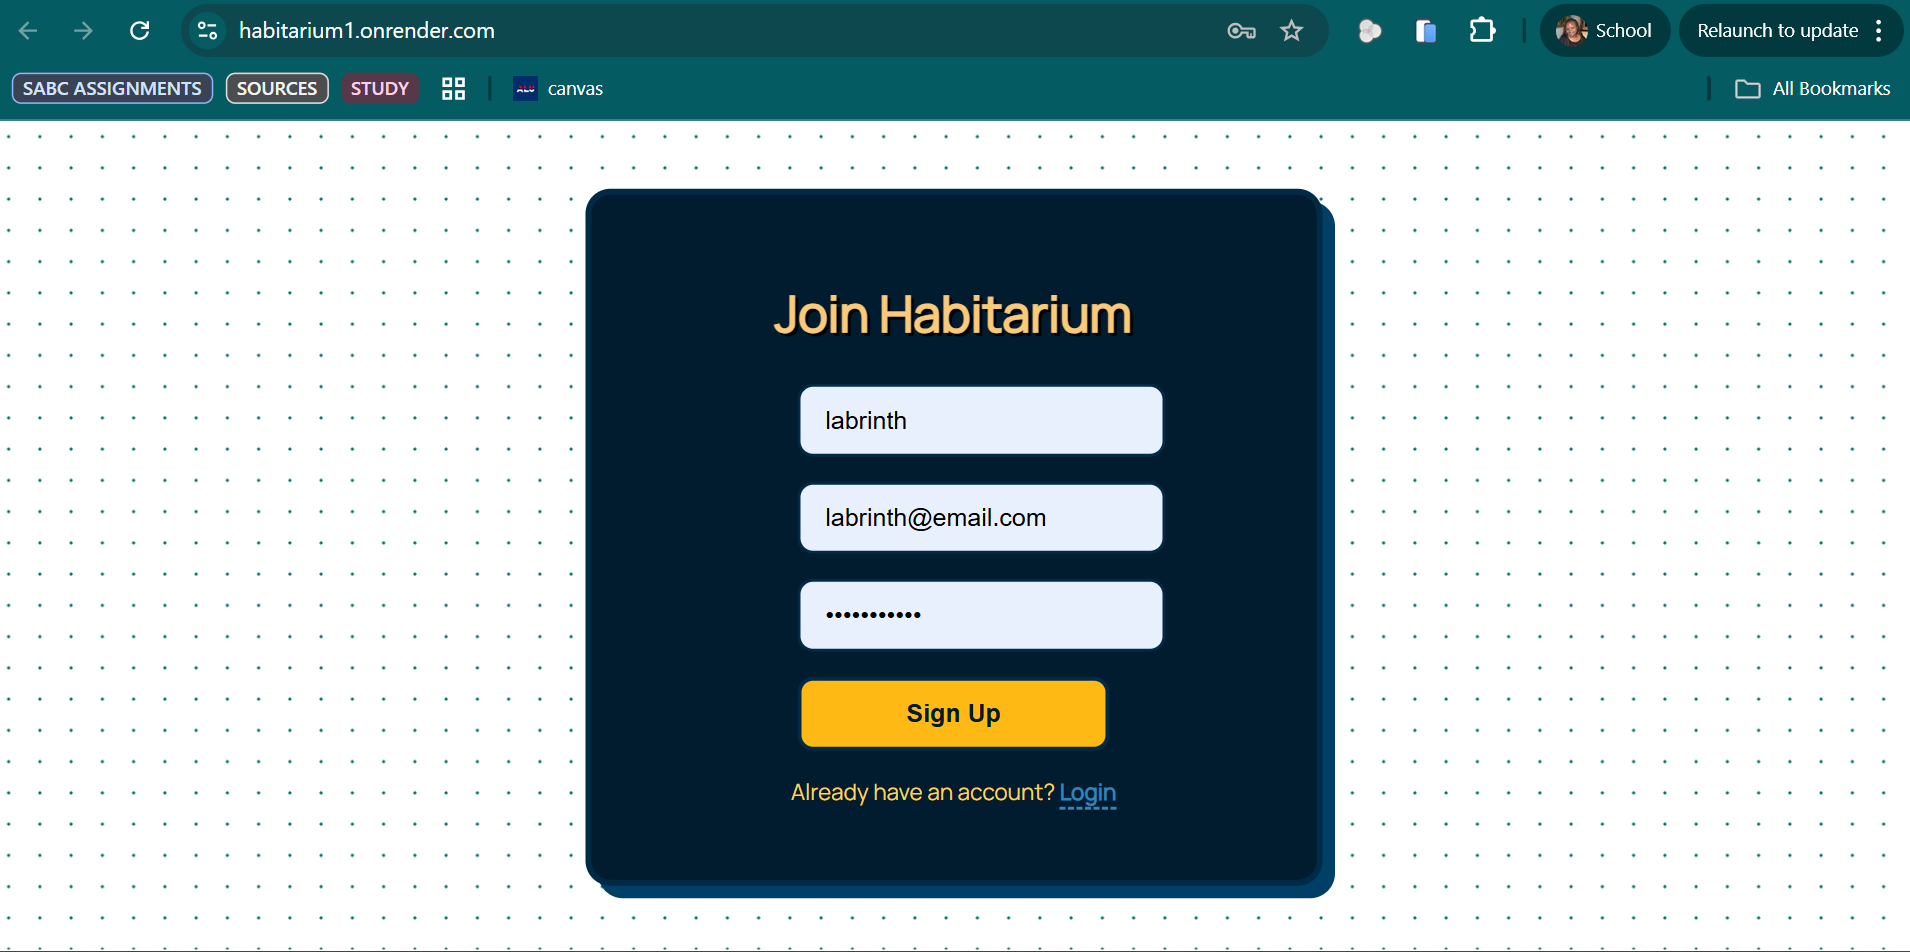 habitarium1.onrender.com
School
Relaunch to update
SABC ASSIGNMENTS
SOURCES
STUDY
ALU
canvas
All Bookmarks
Join Habitarium
labrinth
labrinth@email.com
•••••••••••
Sign Up
Already have an account? Login